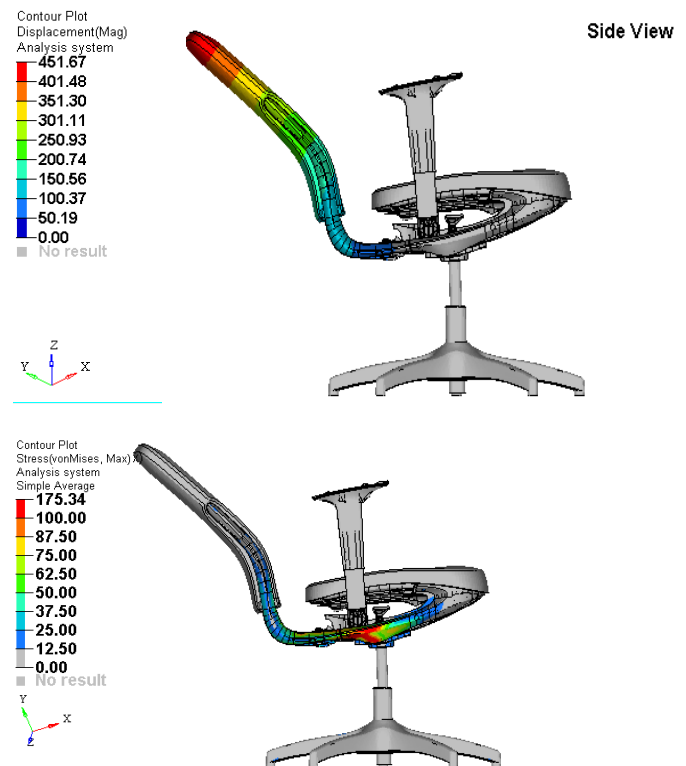 Contour Plot
Displacement(Mag)
Analysis system
451.67
401.48
351.30
301.11
250.93
200.74
150.56
100.37
50.19
0.00
No result
Side View
Z
Y
X
Contour Plot
Stress(vonMises, Max)
Analysis system
Simple Average
175.34
100.00
87.50
75.00
62.50
50.00
37.50
25.00
12.50
0.00
No result
Y
X
Z